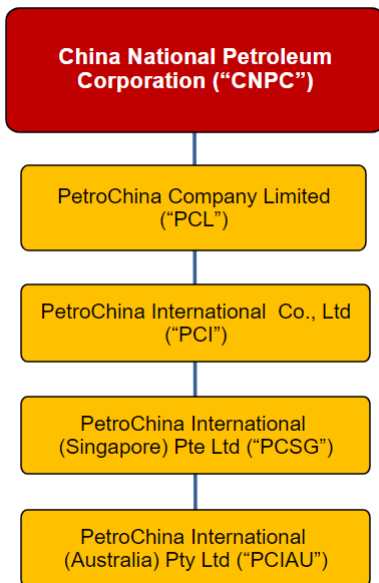 China National Petroleum
Corporation (“CNPC”)
PetroChina Company Limited
(“PCL”)
PetroChina International Co., Ltd
(“PCI”)
PetroChina International
(Singapore) Pte Ltd (“PCSG”)
PetroChina International
(Australia) Pty Ltd (“PCIAU”)